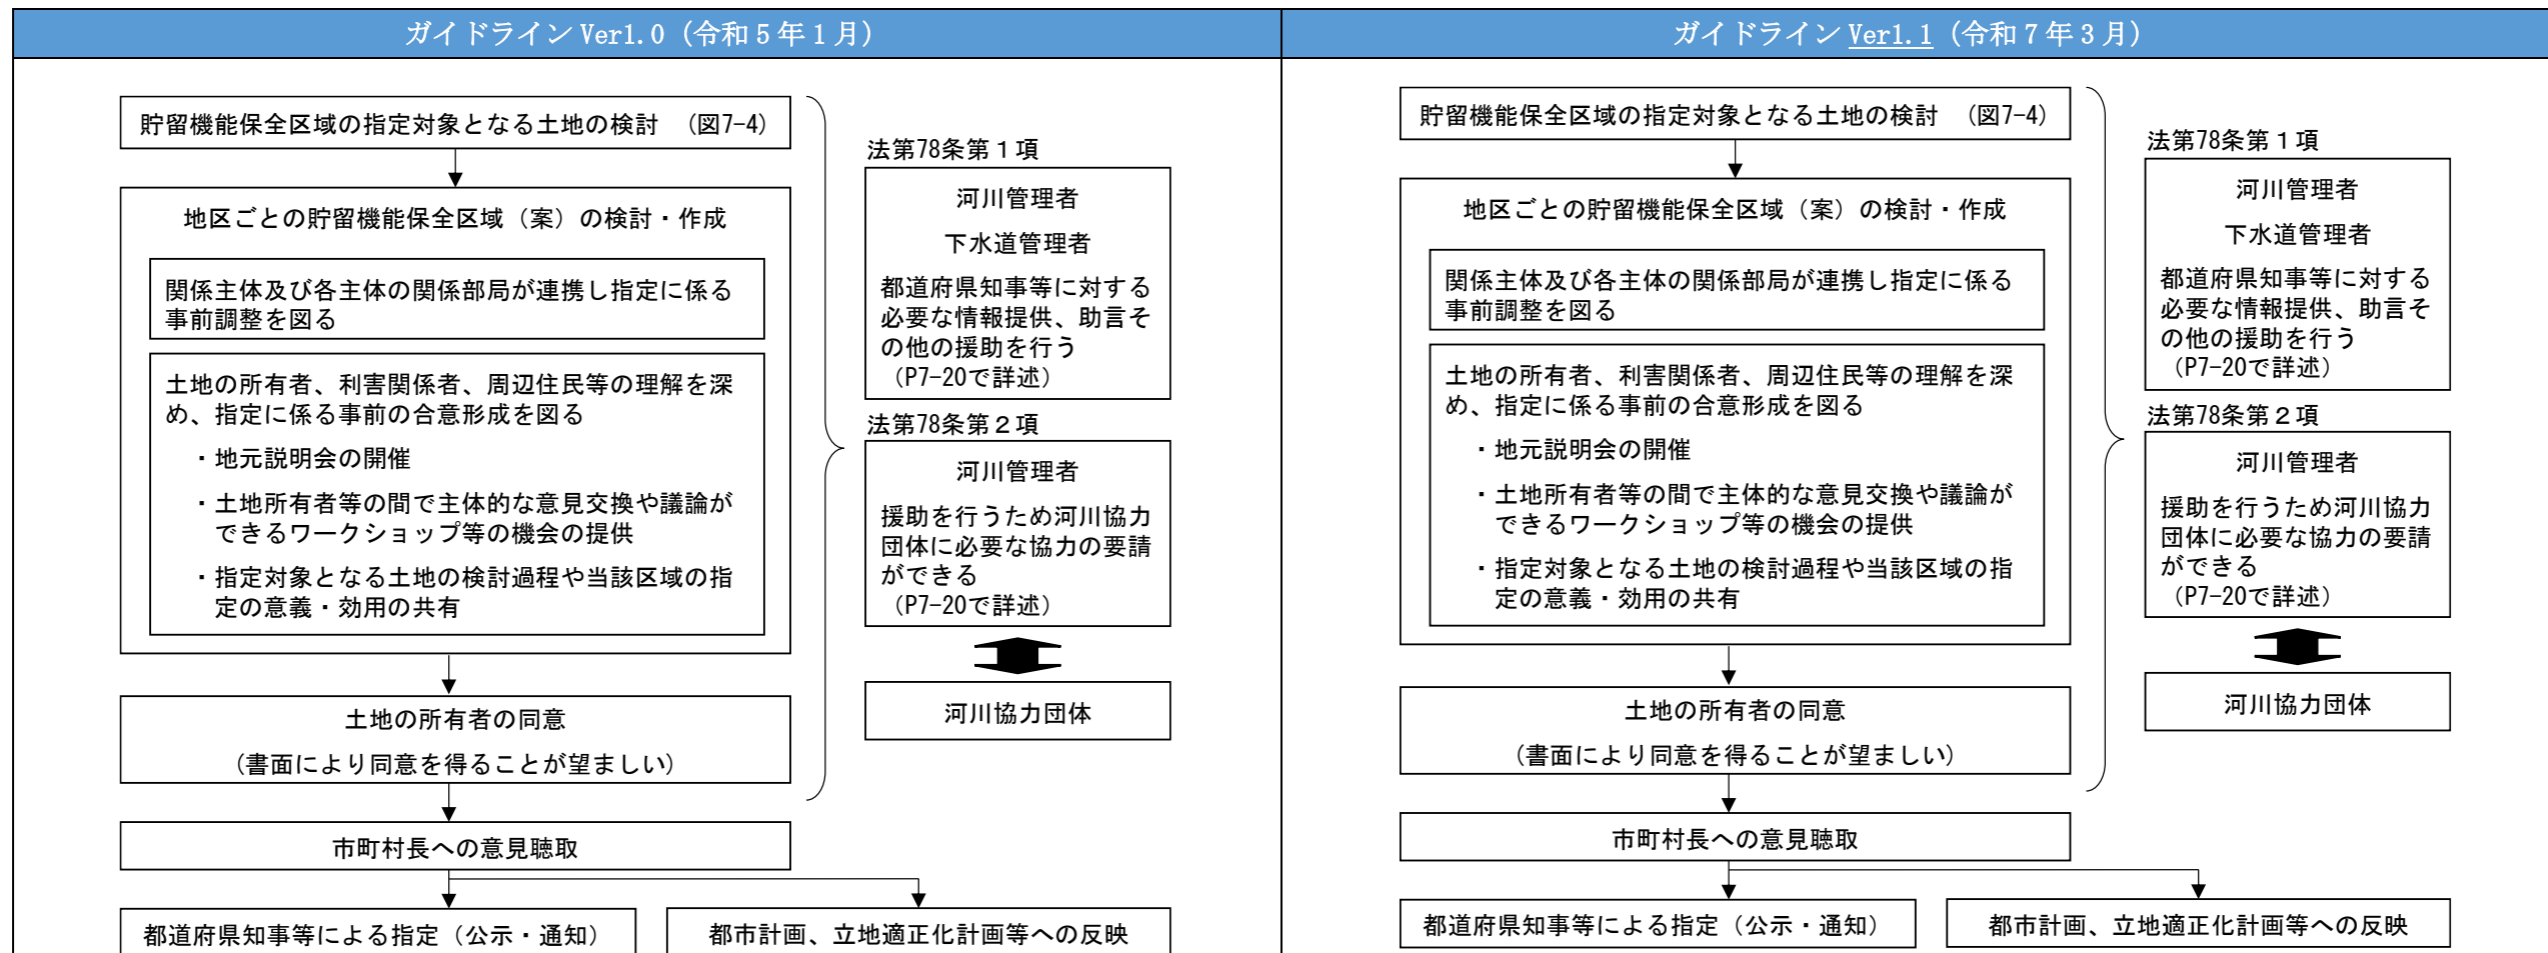 ガイドライン Ver1.0（令和５年１月）
貯留機能保全区域の指定対象となる土地の検討　（図7-4）
地区ごとの貯留機能保全区域（案）の検討・作成
関係主体及び各主体の関係部局が連携し指定に係る
事前調整を図る
土地の所有者、利害関係者、周辺住民等の理解を深
め、指定に係る事前の合意形成を図る
・地元説明会の開催
・土地所有者等の間で主体的な意見交換や議論が
できるワークショップ等の機会の提供
・指定対象となる土地の検討過程や当該区域の指
定の意義・効用の共有
土地の所有者の同意
（書面により同意を得ることが望ましい）
市町村長への意見聴取
都道府県知事等による指定（公示・通知）
都市計画、立地適正化計画等への反映
法第78条第１項
河川管理者
下水道管理者
都道府県知事等に対する
必要な情報提供、助言そ
の他の援助を行う
（P7-20で詳述）
法第78条第２項
河川管理者
援助を行うため河川協力
団体に必要な協力の要請
ができる
（P7-20で詳述）
河川協力団体
ガイドライン Ver1.1（令和７年３月）
貯留機能保全区域の指定対象となる土地の検討　（図7-4）
地区ごとの貯留機能保全区域（案）の検討・作成
関係主体及び各主体の関係部局が連携し指定に係る
事前調整を図る
土地の所有者、利害関係者、周辺住民等の理解を深
め、指定に係る事前の合意形成を図る
・地元説明会の開催
・土地所有者等の間で主体的な意見交換や議論が
できるワークショップ等の機会の提供
・指定対象となる土地の検討過程や当該区域の指
定の意義・効用の共有
土地の所有者の同意
（書面により同意を得ることが望ましい）
市町村長への意見聴取
都道府県知事等による指定（公示・通知）
都市計画、立地適正化計画等への反映
法第78条第１項
河川管理者
下水道管理者
都道府県知事等に対する
必要な情報提供、助言そ
の他の援助を行う
（P7-20で詳述）
法第78条第２項
河川管理者
援助を行うため河川協力
団体に必要な協力の要請
ができる
（P7-20で詳述）
河川協力団体